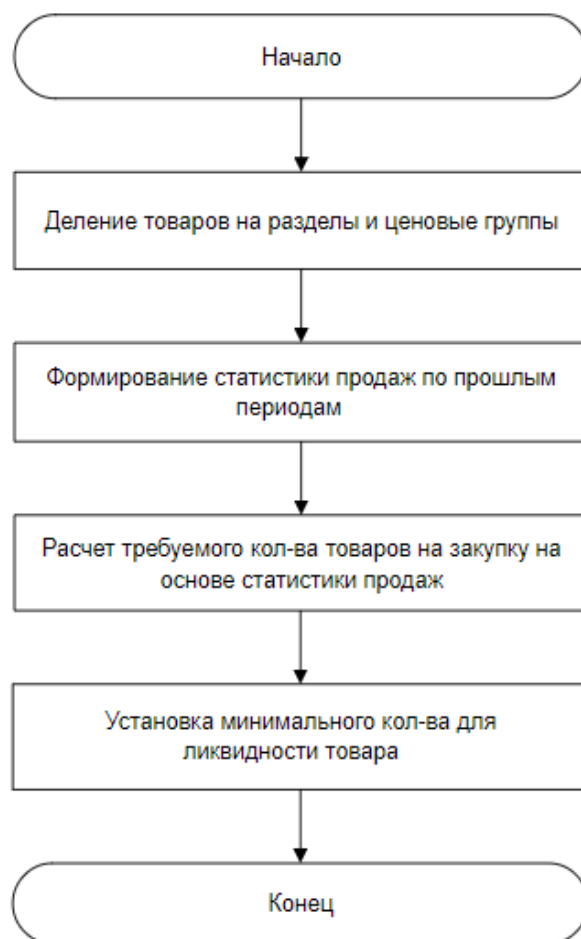 Начало
Деление товаров на разделы и ценовые группы
Формирование статистики продаж по прошлым
периодам
Расчет требуемого кол-ва товаров на закупку на
основе статистики продаж
Установка минимального кол-ва для
ликвидности товара
Конец